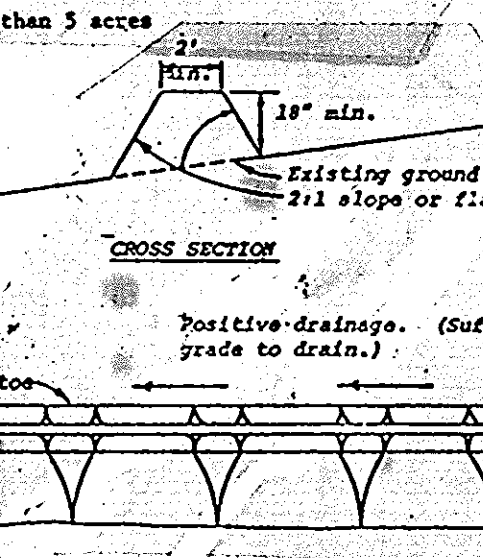 than 5 acres
2'
min.
18" min.
Existing ground
2:1 slope or fla
CROSS SECTION
Positive drainage. (Suf
grade to drain.)
toe